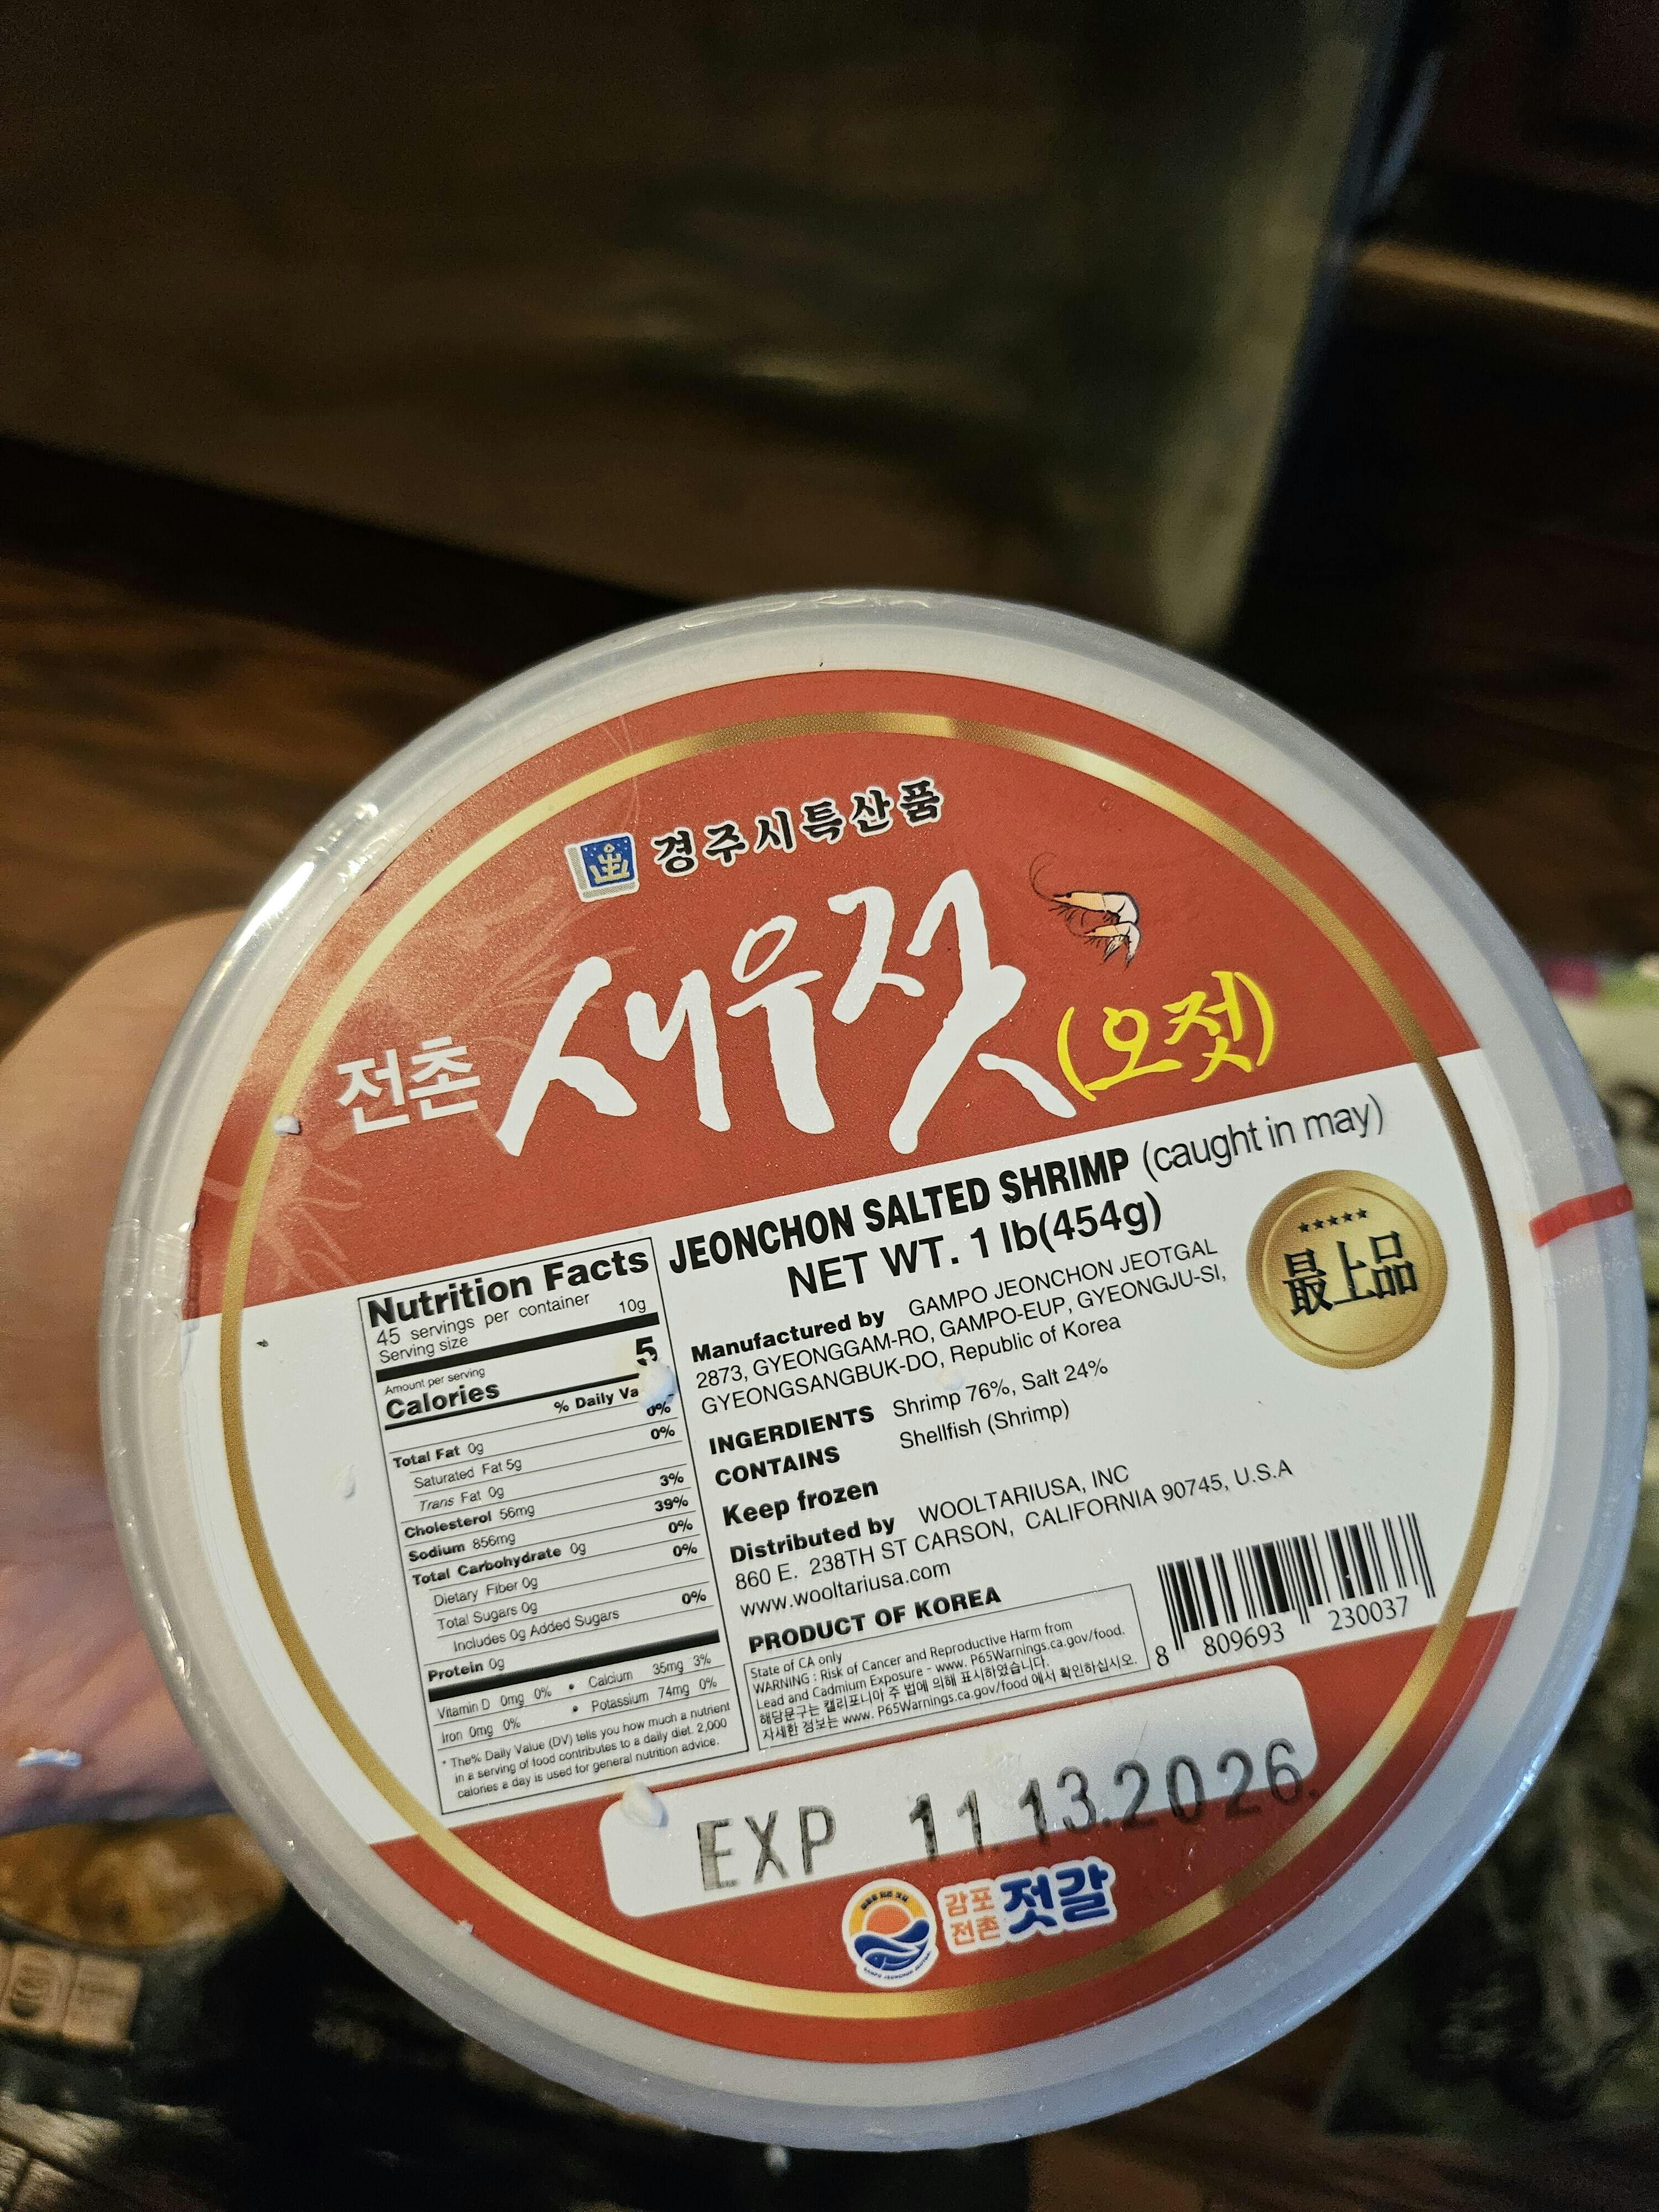 경주시특산품
전촌 새우젓 (오젓)
JEONCHON SALTED SHRIMP (caught in may)
NET WT. 1 lb(454g)
★★★★★
最上品
Nutrition Facts
45 servings per container
Serving size 10g
Amount per serving
Calories 5
% Daily Va
Total Fat 0g 0%
Saturated Fat 5g 0%
Trans Fat 0g
Cholesterol 56mg 3%
Sodium 856mg 39%
Total Carbohydrate 0g 0%
Dietary Fiber 0g 0%
Total Sugars 0g
Includes 0g Added Sugars 0%
Protein 0g
Vitamin D 0mg 0% • Calcium 35mg 3%
Iron 0mg 0% • Potassium 74mg 0%
* The% Daily Value (DV) tells you how much a nutrient
in a serving of food contributes to a daily diet. 2,000
calories a day is used for general nutrition advice.
Manufactured by GAMPO JEONCHON JEOTGAL
2873, GYEONGGAM-RO, GAMPO-EUP, GYEONGJU-SI,
GYEONGSANGBUK-DO, Republic of Korea
INGERDIENTS Shrimp 76%, Salt 24%
CONTAINS Shellfish (Shrimp)
Keep frozen
Distributed by WOOLTARIUSA, INC
860 E. 238TH ST CARSON, CALIFORNIA 90745, U.S.A
www.wooltariusa.com
PRODUCT OF KOREA
State of CA only
WARNING : Risk of Cancer and Reproductive Harm from
Lead and Cadmium Exposure - www. P65Warnings.ca.gov/food.
해당문구는 캘리포니아 주 법에 의해 표시하였습니다.
자세한 정보는 www. P65Warnings.ca.gov/food 에서 확인하십시오.
8 809693 230037
EXP 11.13.2026.
감포
전촌 젓갈